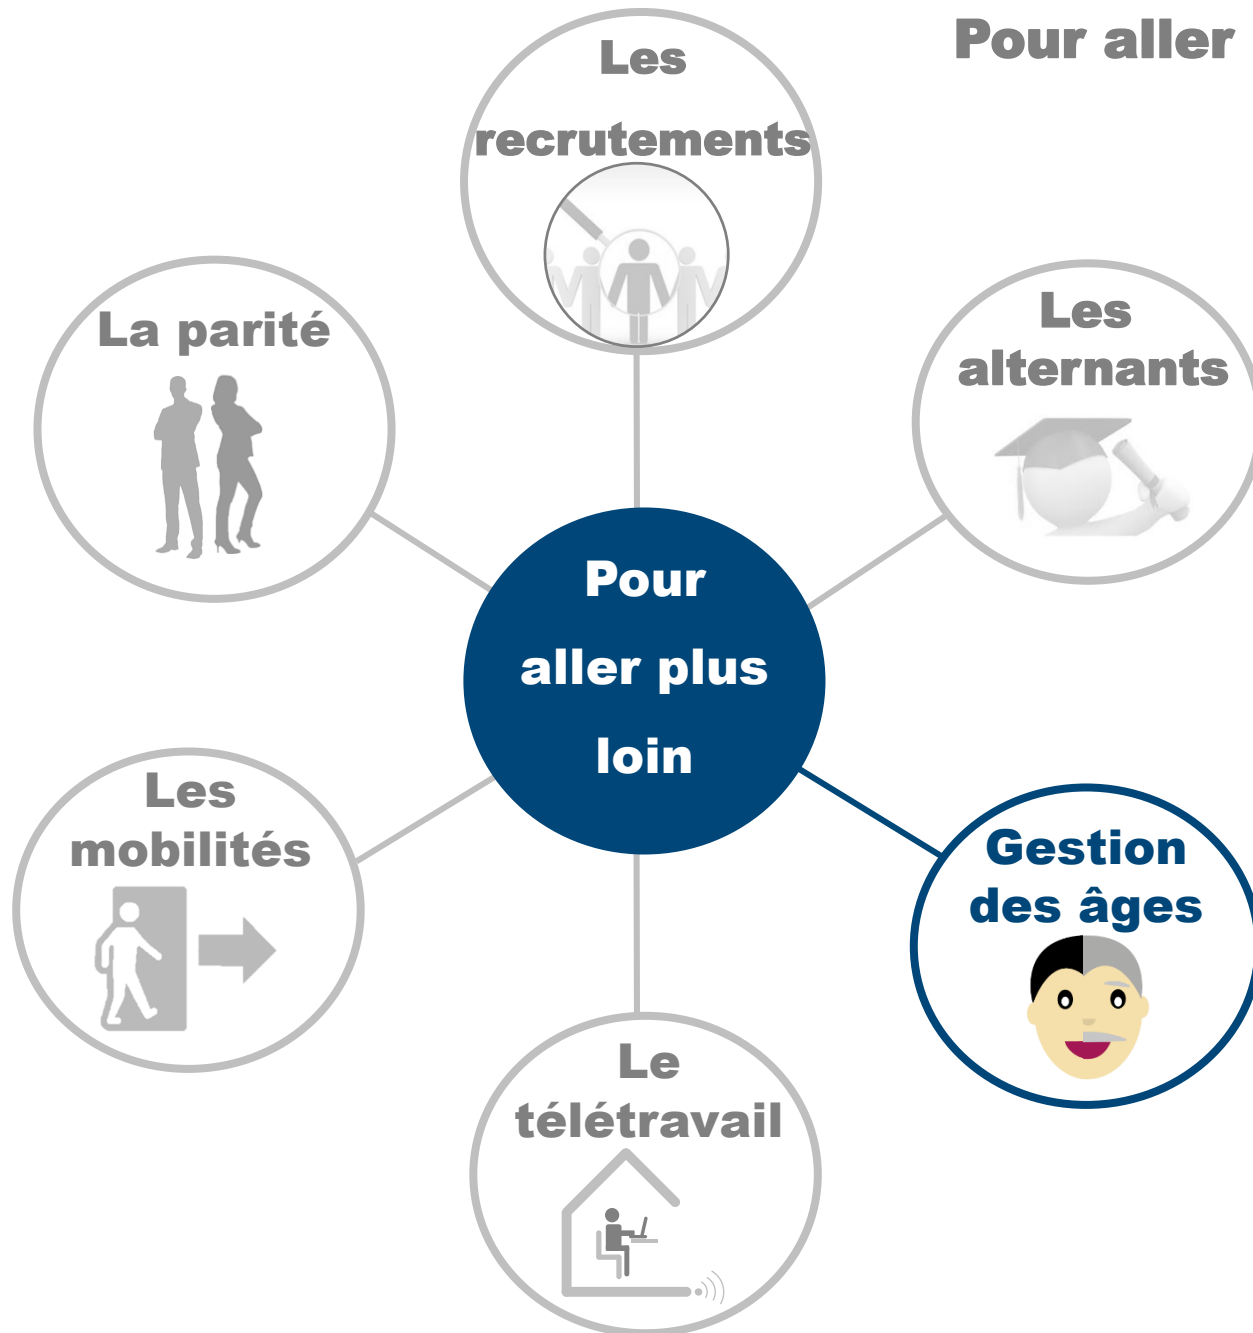 Pour aller
Les
recrutements
La parité
Les
alternants
Pour
aller plus
loin
Les
mobilités
Gestion
des âges
Le
télétravail